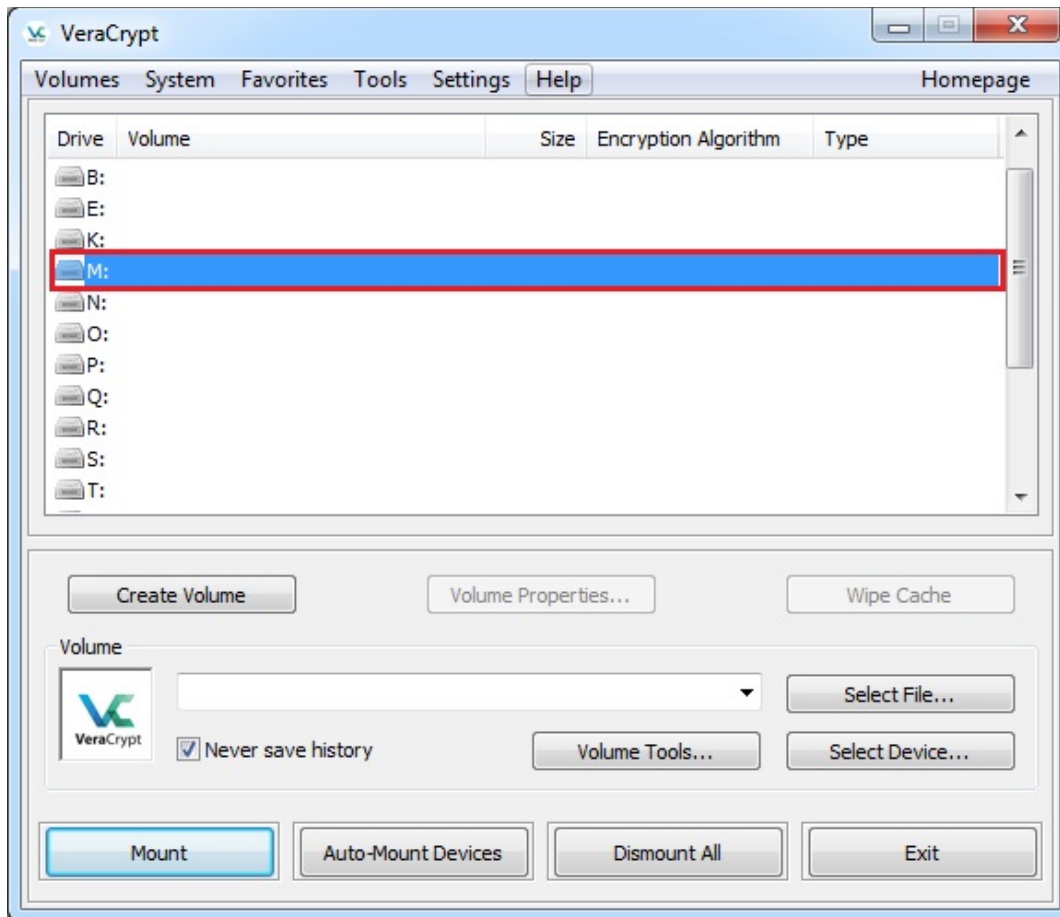 VeraCrypt
Volumes System Favorites Tools Settings Help Homepage
Drive Volume Size Encryption Algorithm Type
B:
E:
K:
M:
N:
O:
P:
Q:
R:
S:
T:
Create Volume Volume Properties... Wipe Cache
Volume
VeraCrypt
Select File...
Never save history Volume Tools... Select Device...
Mount Auto-Mount Devices Dismount All Exit